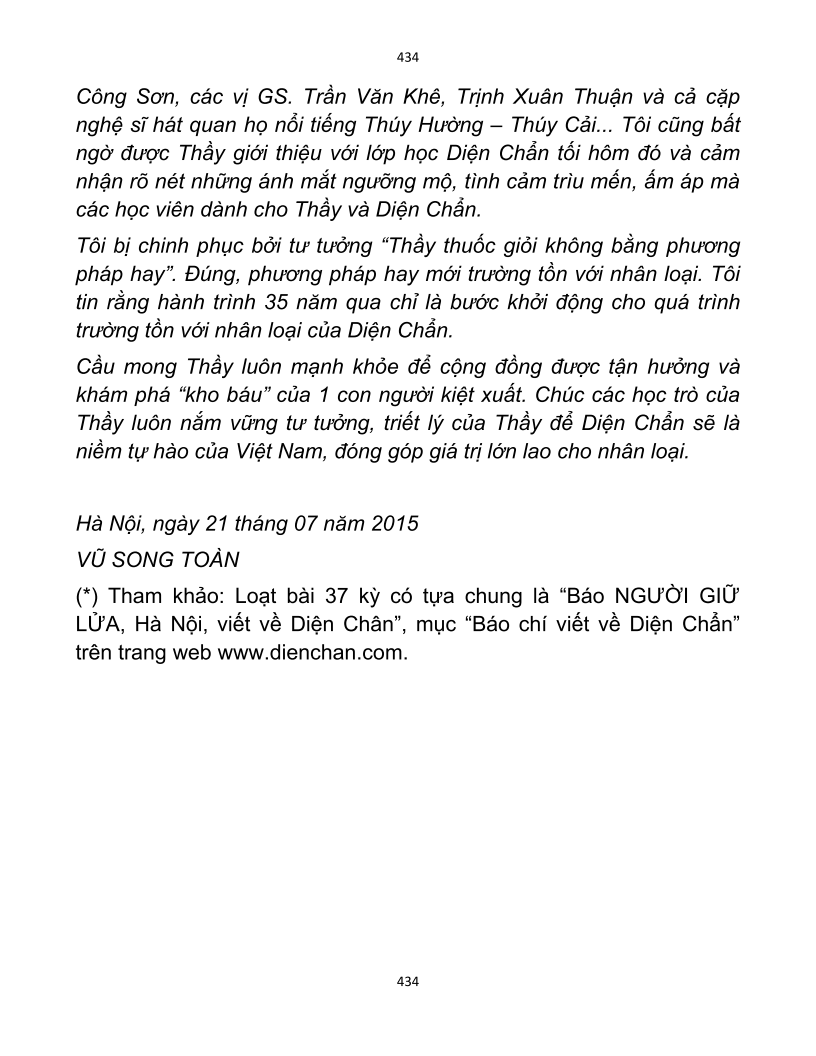 434
Công Sơn, các vị GS. Trần Văn Khê, Trịnh Xuân Thuận và cả cặp
nghệ sĩ hát quan họ nổi tiếng Thúy Hường – Thúy Cải... Tôi cũng bất
ngờ được Thầy giới thiệu với lớp học Diện Chẩn tối hôm đó và cảm
nhận rõ nét những ánh mắt ngưỡng mộ, tình cảm trìu mến, ấm áp mà
các học viên dành cho Thầy và Diện Chẩn.
Tôi bị chinh phục bởi tư tưởng “Thầy thuốc giỏi không bằng phương
pháp hay”. Đúng, phương pháp hay mới trường tồn với nhân loại. Tôi
tin rằng hành trình 35 năm qua chỉ là bước khởi động cho quá trình
trường tồn với nhân loại của Diện Chẩn.
Cầu mong Thầy luôn mạnh khỏe để cộng đồng được tận hưởng và
khám phá “kho báu” của 1 con người kiệt xuất. Chúc các học trò của
Thầy luôn nắm vững tư tưởng, triết lý của Thầy để Diện Chẩn sẽ là
niềm tự hào của Việt Nam, đóng góp giá trị lớn lao cho nhân loại.
Hà Nội, ngày 21 tháng 07 năm 2015
VŨ SONG TOÀN
(*) Tham khảo: Loạt bài 37 kỳ có tựa chung là “Báo NGƯỜI GIỮ
LỬA, Hà Nội, viết về Diện Chân”, mục “Báo chí viết về Diện Chẩn”
trên trang web www.dienchan.com.
434